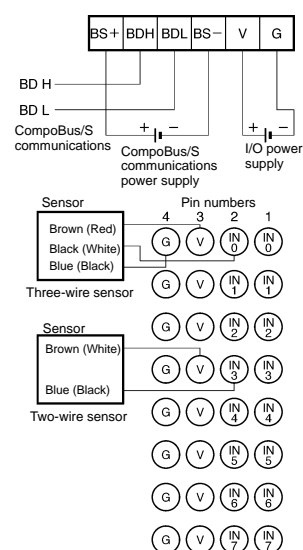 BS+ BDH BDL BS− V G
BD H
BD L
+ −
+ −
CompoBus/S
communications
CompoBus/S
communications
power supply
I/O power
supply
Sensor
Pin numbers
4 3 2 1
Brown (Red)
Black (White)
Blue (Black)
Three-wire sensor
G V IN 0 IN 0
G V IN 1 IN 1
G V IN 2 IN 2
Sensor
Brown (White)
Blue (Black)
Two-wire sensor
G V IN 3 IN 3
G V IN 4 IN 4
G V IN 5 IN 5
G V IN 6 IN 6
G V IN 7 IN 7